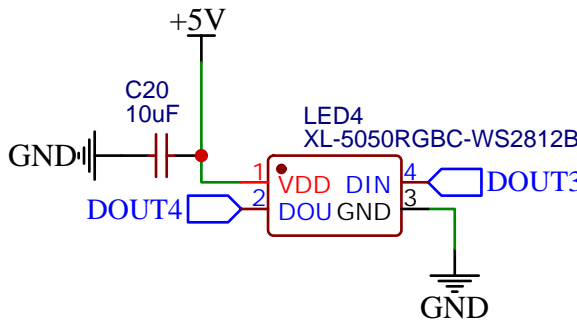 +5V
C20
10uF
GND
LED4
XL-5050RGBC-WS2812B
1 VDD DIN 4
DOUT3
DOUT4
2 DOU GND 3
GND